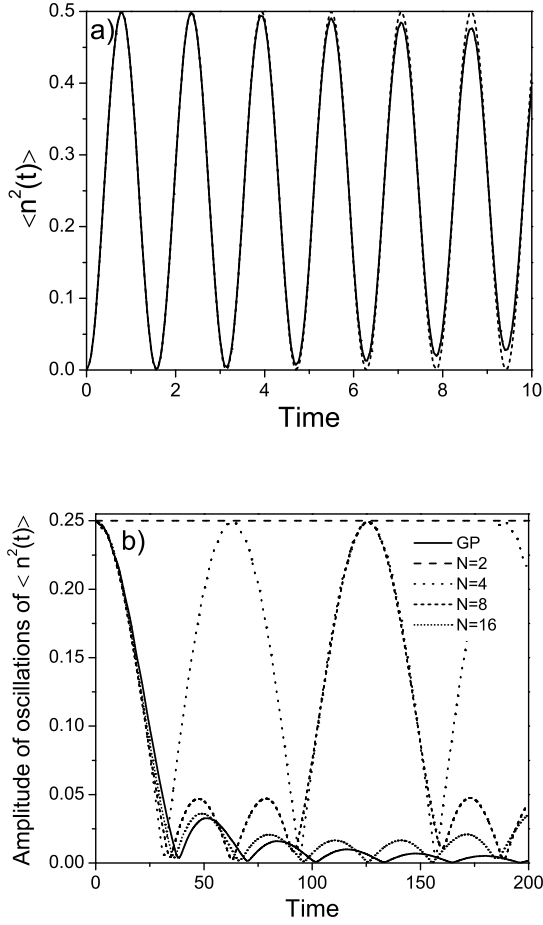 a)
<n²(t)>
0.5
0.4
0.3
0.2
0.1
0.0
0 2 4 6 8 10
Time
b)
Amplitude of oscillations of < n²(t)>
0.25
0.20
0.15
0.10
0.05
0.00
GP
N=2
N=4
N=8
N=16
0 50 100 150 200
Time